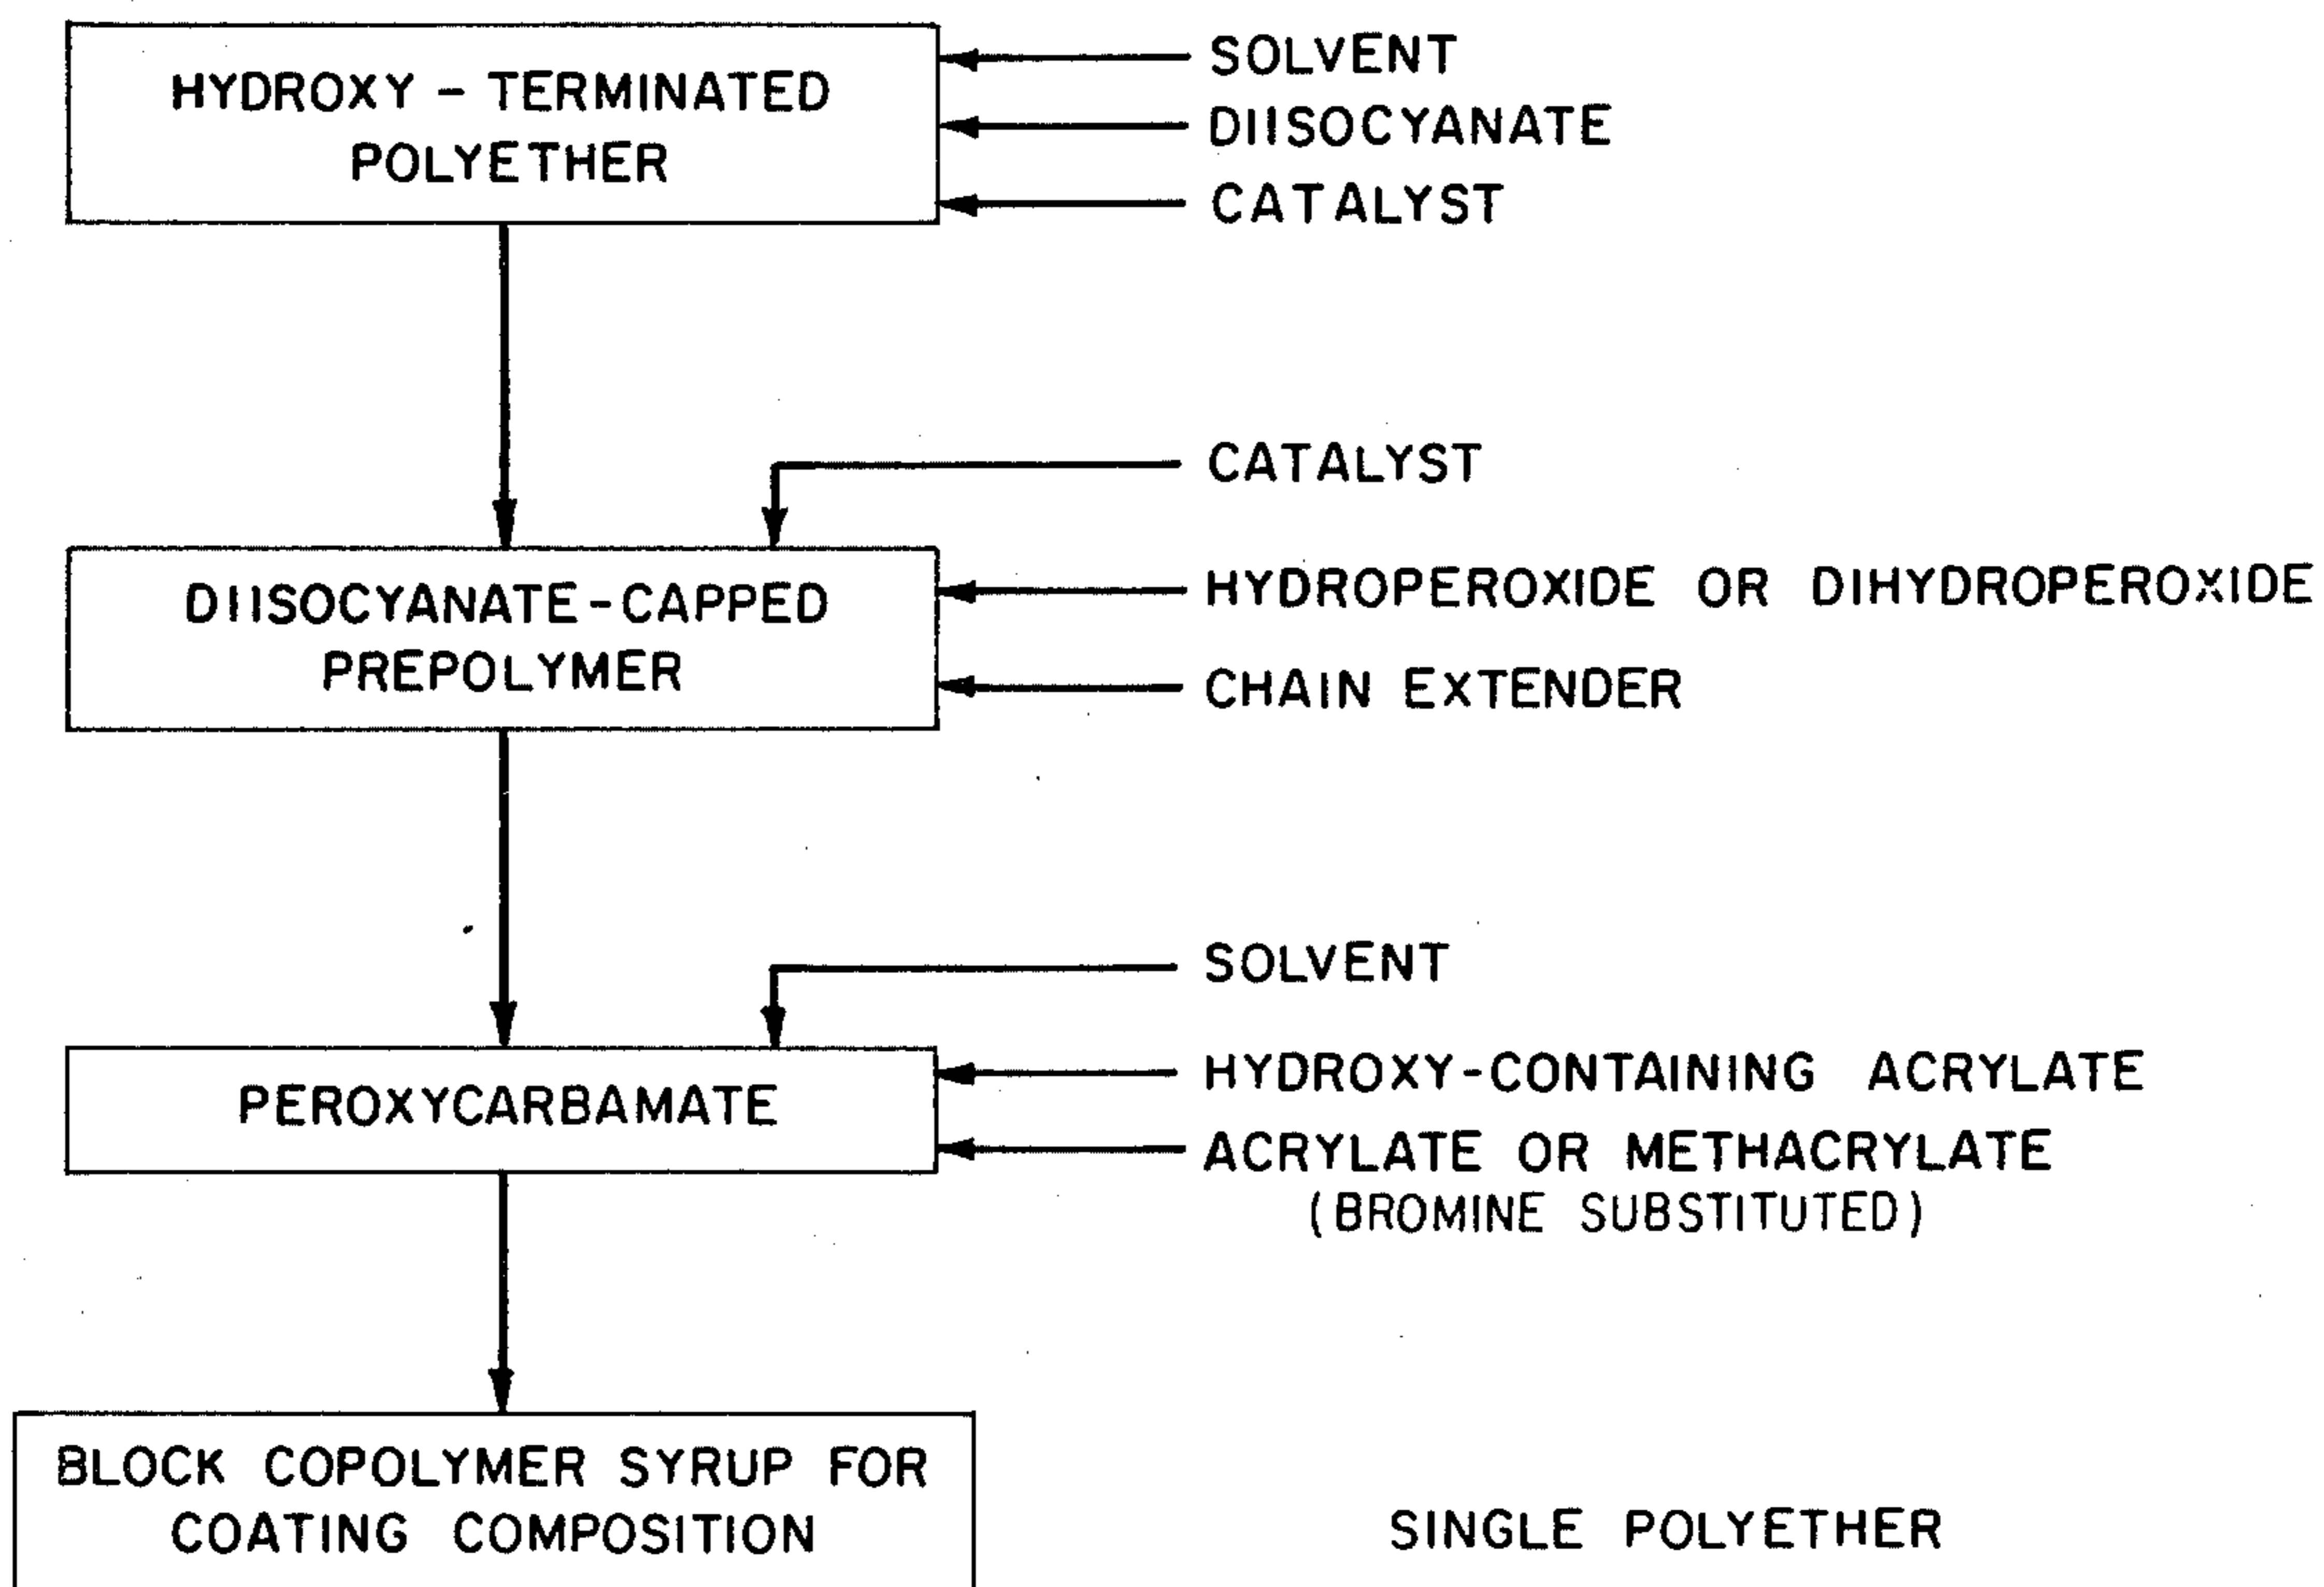 HYDROXY - TERMINATED
POLYETHER
SOLVENT
DIISOCYANATE
CATALYST
CATALYST
DIISOCYANATE-CAPPED
PREPOLYMER
HYDROPEROXIDE OR DIHYDROPEROXIDE
CHAIN EXTENDER
SOLVENT
PEROXYCARBAMATE
HYDROXY-CONTAINING ACRYLATE
ACRYLATE OR METHACRYLATE
(BROMINE SUBSTITUTED)
BLOCK COPOLYMER SYRUP FOR
COATING COMPOSITION
SINGLE POLYETHER